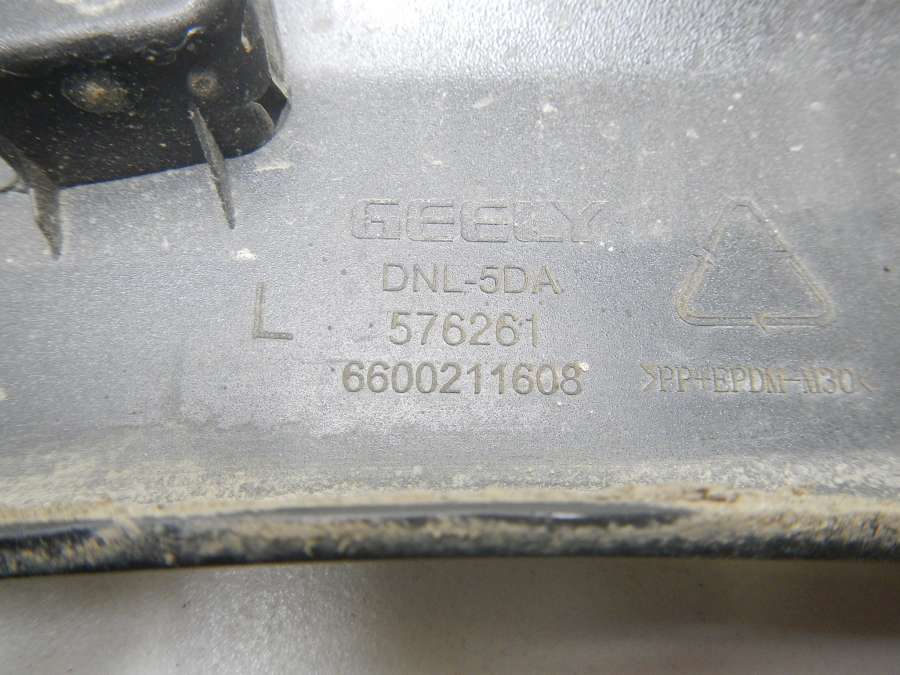 GEELY
DNL-5DA
L
576261
6600211608
>PP+EPDM-M30<